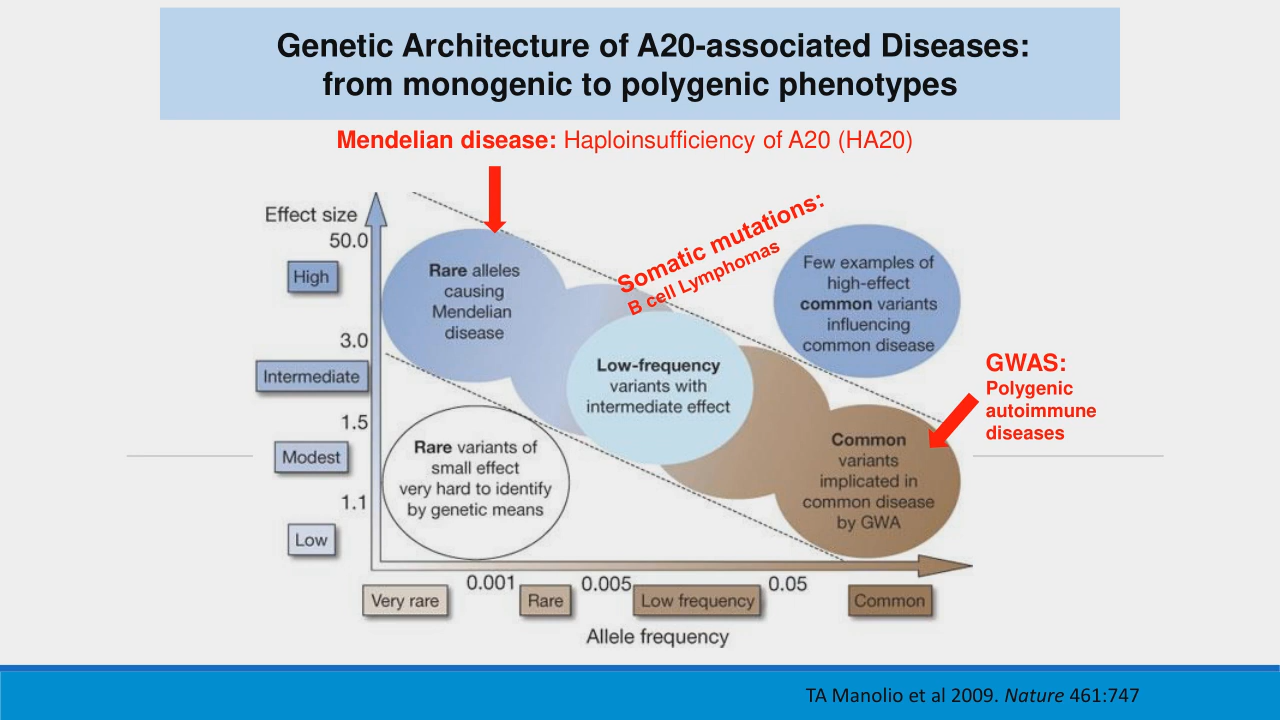 Genetic Architecture of A20-associated Diseases:
from monogenic to polygenic phenotypes
Mendelian disease: Haploinsufficiency of A20 (HA20)
Somatic mutations:
B cell Lymphomas
Effect size
50.0
High
3.0
Intermediate
1.5
Modest
1.1
Low
Rare alleles
causing
Mendelian
disease
Few examples of
high-effect
common variants
influencing
common disease
Low-frequency
variants with
intermediate effect
GWAS:
Polygenic
autoimmune
diseases
Rare variants of
small effect
very hard to identify
by genetic means
Common
variants
implicated in
common disease
by GWA
0.001
0.005
0.05
Very rare
Rare
Low frequency
Common
Allele frequency
TA Manolio et al 2009. Nature 461:747